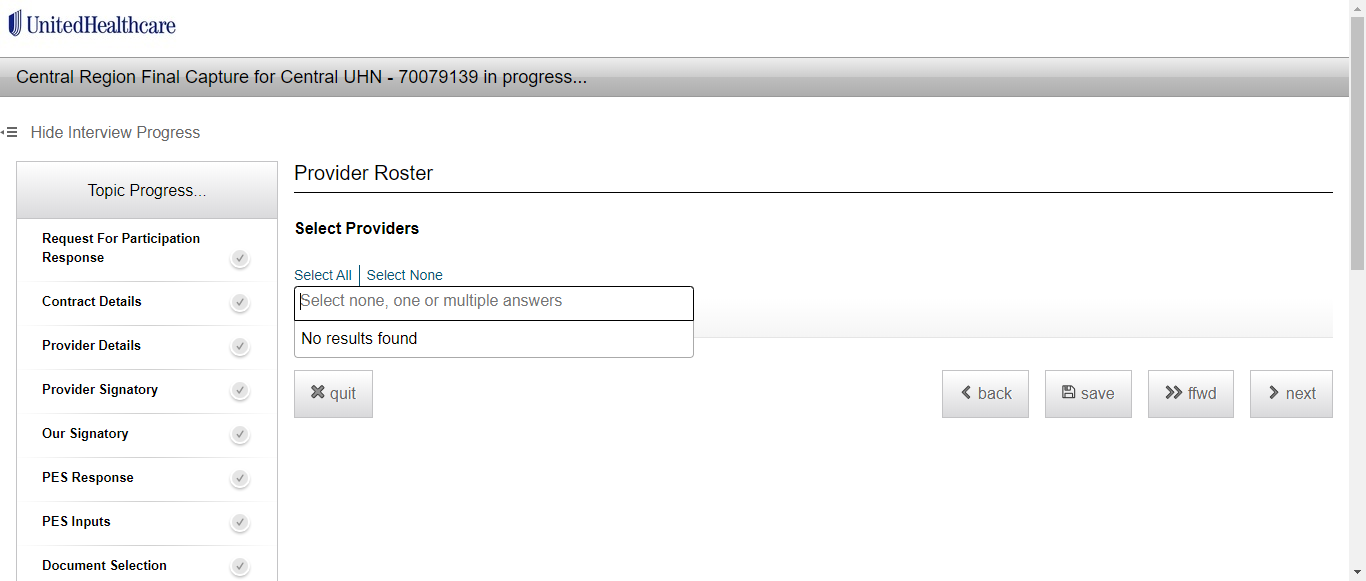 UnitedHealthcare
Central Region Final Capture for Central UHN - 70079139 in progress...
Hide Interview Progress
Topic Progress...
Request For Participation
Response
Contract Details
Provider Details
Provider Signatory
Our Signatory
PES Response
PES Inputs
Document Selection
Provider Roster
Select Providers
Select All
Select None
Select none, one or multiple answers
No results found
quit
back
save
ffwd
next